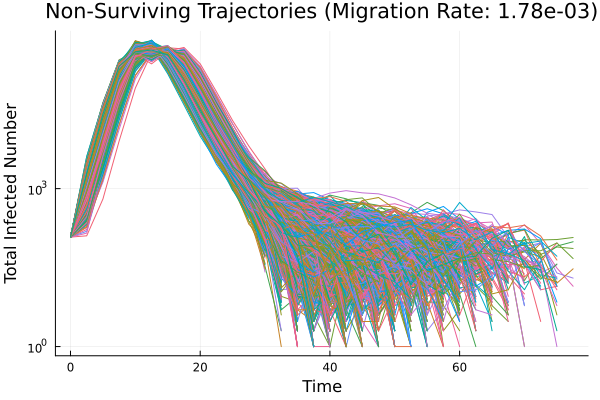 Non-Surviving Trajectories (Migration Rate: 1.78e-03)
Total Infected Number
10³
10⁰
0 20 40 60
Time